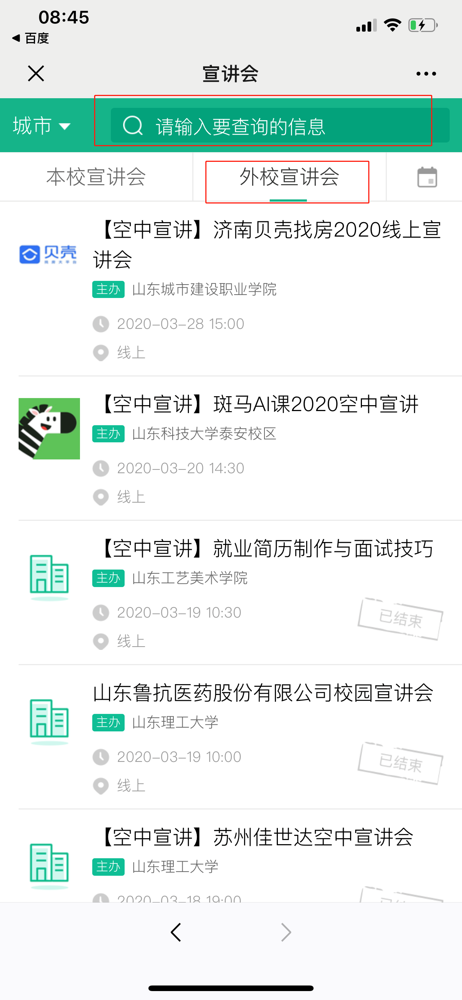 08:45
百度
宣讲会
城市
请输入要查询的信息
本校宣讲会
外校宣讲会
贝壳
找房大平台
【空中宣讲】济南贝壳找房2020线上宣
讲会
主办 山东城市建设职业学院
2020-03-28 15:00
线上
【空中宣讲】斑马AI课2020空中宣讲
主办 山东科技大学泰安校区
2020-03-20 14:30
线上
【空中宣讲】就业简历制作与面试技巧
主办 山东工艺美术学院
2020-03-19 10:30
已结束
线上
山东鲁抗医药股份有限公司校园宣讲会
主办 山东理工大学
2020-03-19 10:00
已结束
线上
【空中宣讲】苏州佳世达空中宣讲会
主办 山东理工大学
2020-03-18 19:00
已结束